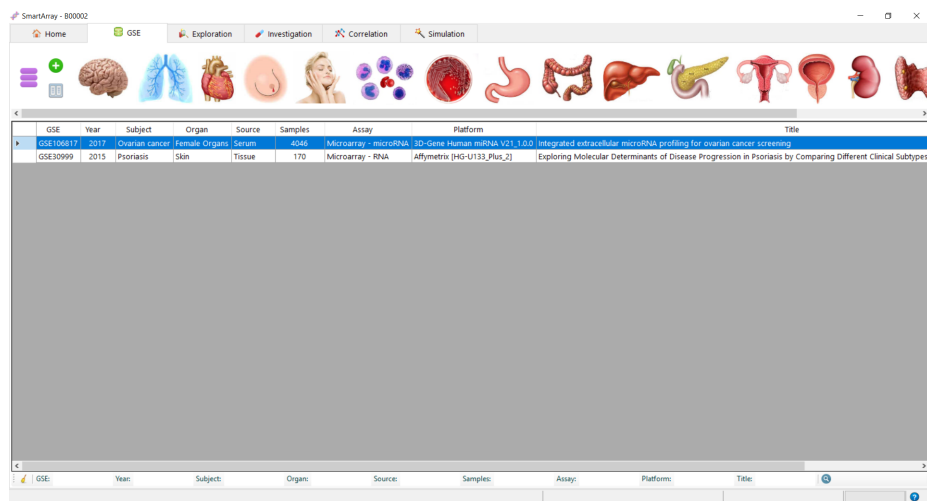 SmartArray - B00002
Home GSE Exploration Investigation Correlation Simulation
GSE Year Subject Organ Source Samples Assay Platform Title
GSE106817 2017 Ovarian cancer Female Organs Serum 4046 Microarray - microRNA 3D-Gene Human miRNA V21_1.0.0 Integrated extracellular microRNA profiling for ovarian cancer screening
GSE30999 2015 Psoriasis Skin Tissue 170 Microarray - RNA Affymetrix [HG-U133_Plus_2] Exploring Molecular Determinants of Disease Progression in Psoriasis by Comparing Different Clinical Subtypes
GSE: Year: Subject: Organ: Source: Samples: Assay: Platform: Title: